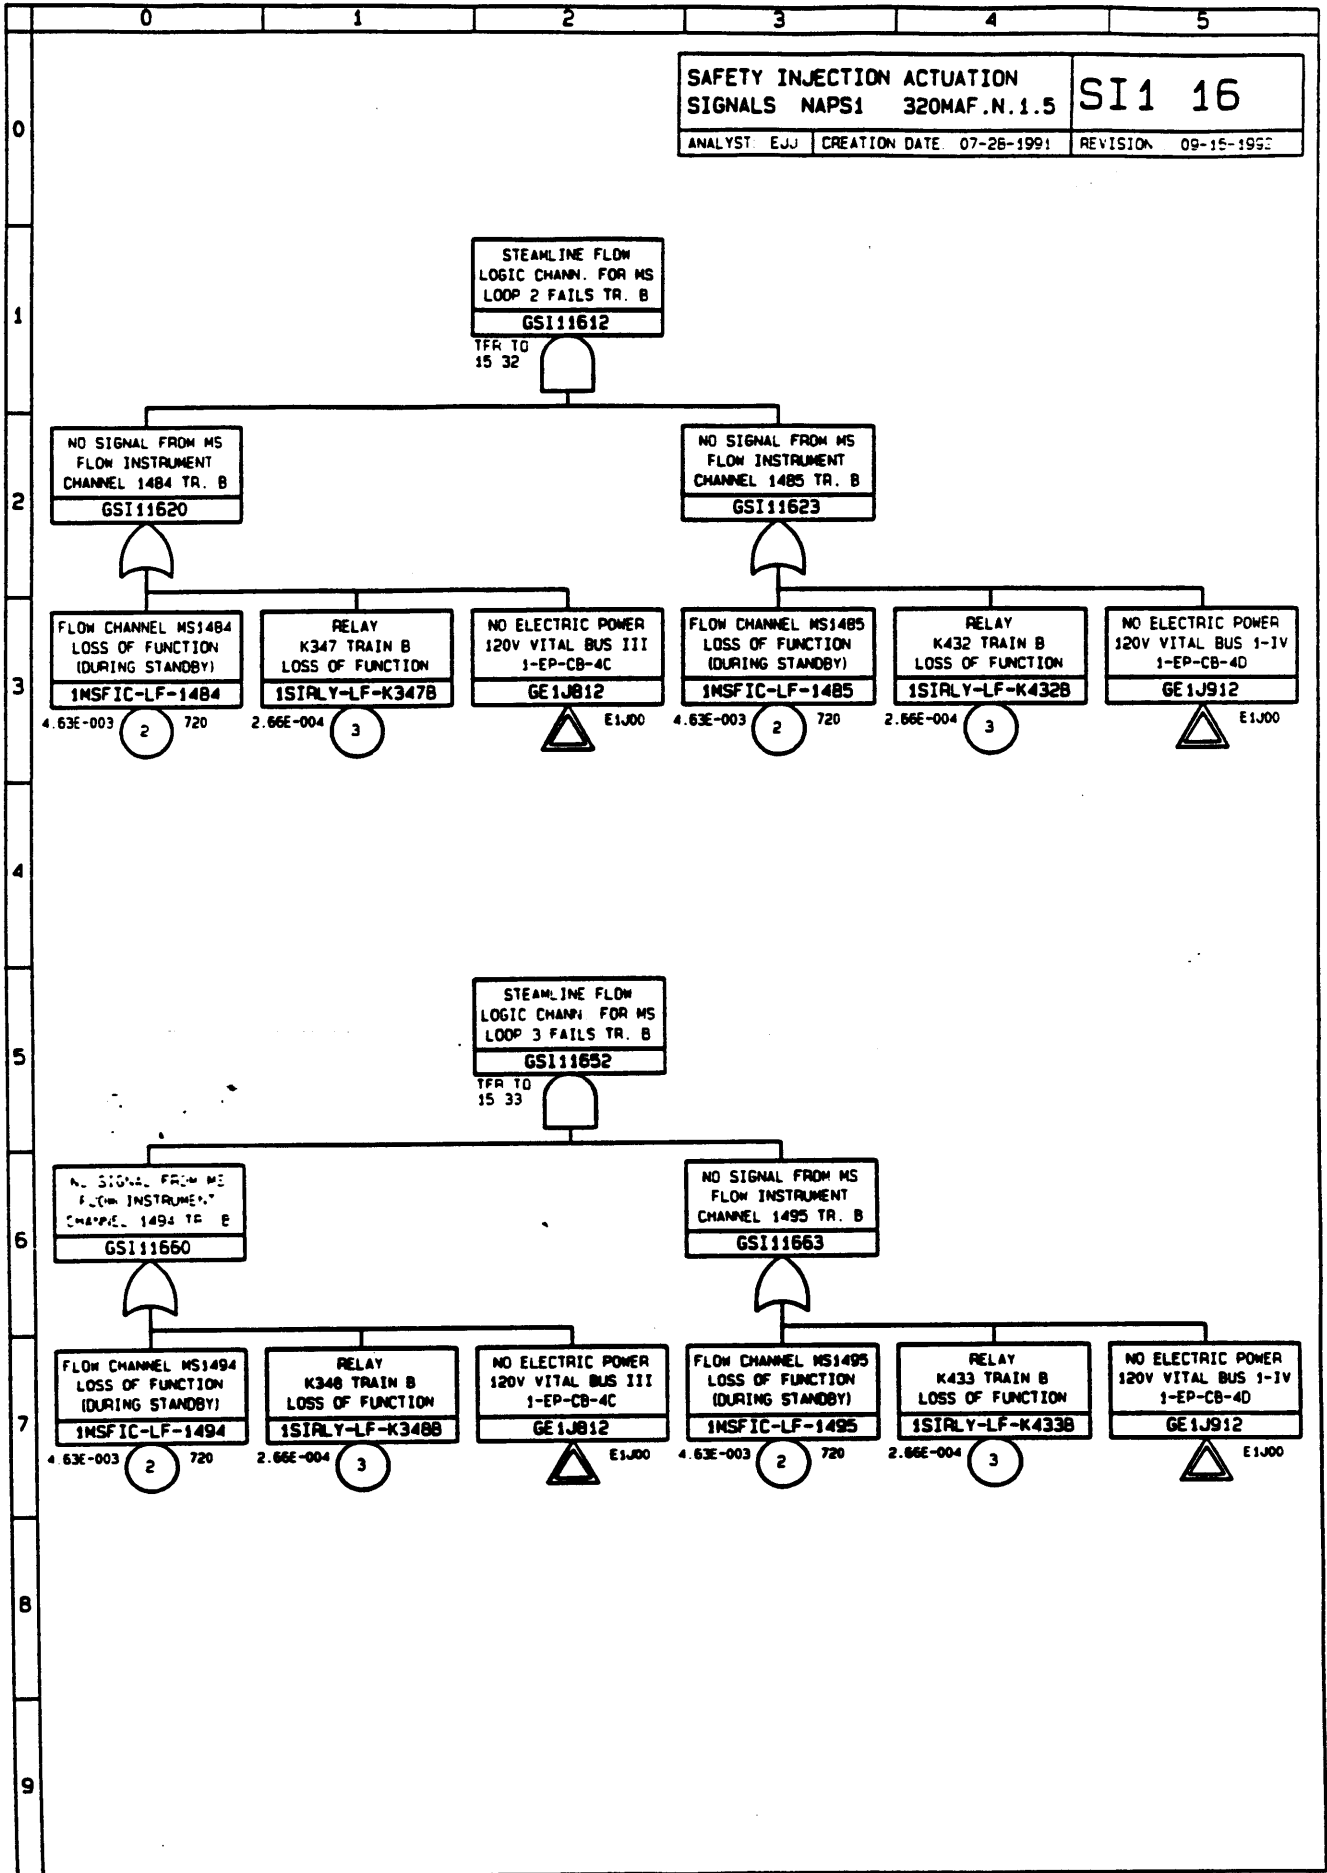 0 1 2 3 4 5
SAFETY INJECTION ACTUATION
SIGNALS NAPS1 320MAF.N.1.5
SI1 16
ANALYST: EJJ CREATION DATE: 07-26-1991 REVISION 09-15-
0
STEAMLINE FLOW
LOGIC CHANN. FOR MS
LOOP 2 FAILS TR. B
GSI11612
TFR TO
15 32
1
NO SIGNAL FROM MS
FLOW INSTRUMENT
CHANNEL 1484 TR. B
GSI11620
NO SIGNAL FROM MS
FLOW INSTRUMENT
CHANNEL 1485 TR. B
GSI11623
2
FLOW CHANNEL MS1484
LOSS OF FUNCTION
(DURING STANDBY)
1MSFIC-LF-1484
4.63E-003 2 720
RELAY
K347 TRAIN B
LOSS OF FUNCTION
1SIRLY-LF-K347B
2.66E-004 3
NO ELECTRIC POWER
120V VITAL BUS III
1-EP-CB-4C
GE1J812
E1J00
FLOW CHANNEL MS1485
LOSS OF FUNCTION
(DURING STANDBY)
1MSFIC-LF-1485
4.63E-003 2 720
RELAY
K432 TRAIN B
LOSS OF FUNCTION
1SIRLY-LF-K432B
2.66E-004 3
NO ELECTRIC POWER
120V VITAL BUS 1-IV
1-EP-CB-4D
GE1J912
E1J00
3
4
STEAMLINE FLOW
LOGIC CHANN. FOR MS
LOOP 3 FAILS TR. B
GSI11652
TFR TO
15 33
5
NO SIGNAL FROM MS
FLOW INSTRUMENT
CHANNEL 1494 TR. B
GSI11660
NO SIGNAL FROM MS
FLOW INSTRUMENT
CHANNEL 1495 TR. B
GSI11663
6
FLOW CHANNEL MS1494
LOSS OF FUNCTION
(DURING STANDBY)
1MSFIC-LF-1494
4.63E-003 2 720
RELAY
K348 TRAIN B
LOSS OF FUNCTION
1SIRLY-LF-K348B
2.66E-004 3
NO ELECTRIC POWER
120V VITAL BUS III
1-EP-CB-4C
GE1J812
E1J00
FLOW CHANNEL MS1495
LOSS OF FUNCTION
(DURING STANDBY)
1MSFIC-LF-1495
4.63E-003 2 720
RELAY
K433 TRAIN B
LOSS OF FUNCTION
1SIRLY-LF-K433B
2.66E-004 3
NO ELECTRIC POWER
120V VITAL BUS 1-IV
1-EP-CB-4D
GE1J912
E1J00
7
8
9